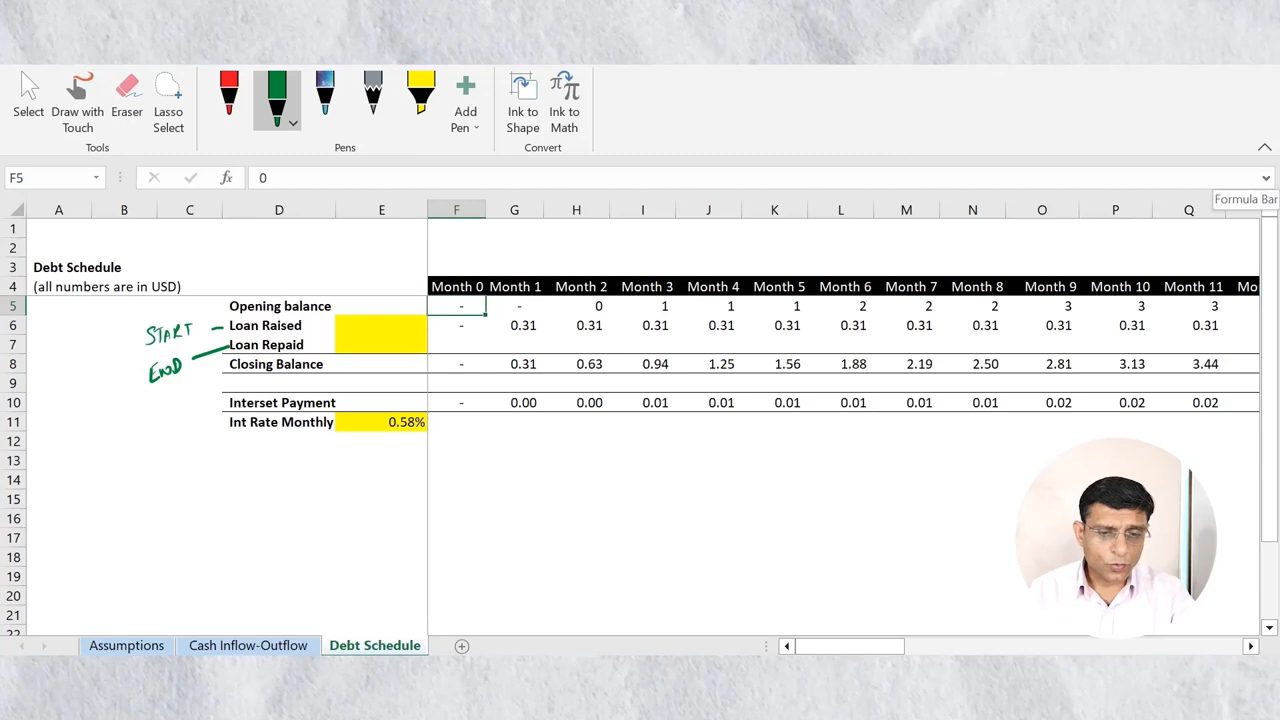 Select
Draw with Touch
Eraser
Lasso Select
Add Pen
Ink to Shape
Ink to Math
Tools
Pens
Convert
F5
fx
0
Formula Bar
A B C D E F G H I J K L M N O P Q
1
2
3 Debt Schedule
4 (all numbers are in USD) Month 0 Month 1 Month 2 Month 3 Month 4 Month 5 Month 6 Month 7 Month 8 Month 9 Month 10 Month 11 Mo
5 Opening balance - - 0 1 1 1 2 2 2 3 3 3
6 START - Loan Raised - 0.31 0.31 0.31 0.31 0.31 0.31 0.31 0.31 0.31 0.31 0.31
7 END Loan Repaid
8 Closing Balance - 0.31 0.63 0.94 1.25 1.56 1.88 2.19 2.50 2.81 3.13 3.44
9
10 Interset Payment - 0.00 0.00 0.01 0.01 0.01 0.01 0.01 0.01 0.02 0.02 0.02
11 Int Rate Monthly 0.58%
12
13
14
15
16
17
18
19
20
21
22
Assumptions Cash Inflow-Outflow Debt Schedule